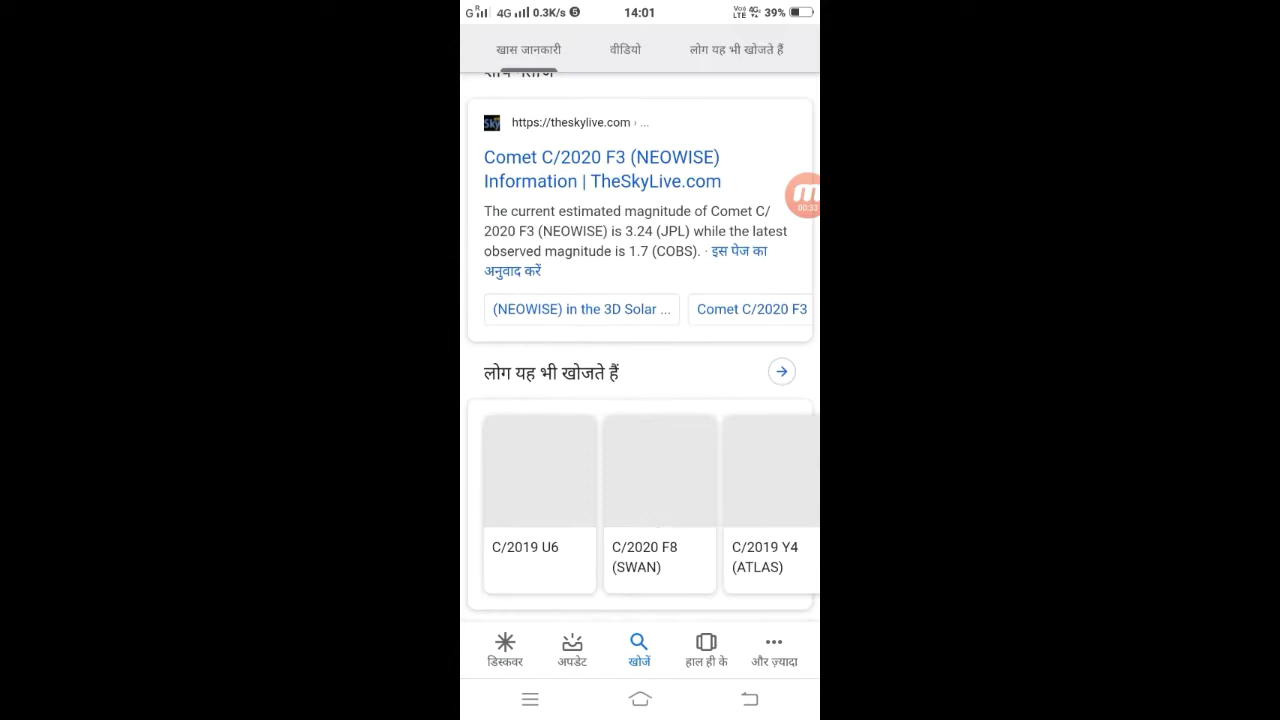 G R 4G 0.3K/s 14:01 VoI) LTE 4G 39%
खास जानकारी वीडियो लोग यह भी खोजते हैं
https://theskylive.com › ...
Comet C/2020 F3 (NEOWISE)
Information | TheSkyLive.com
00:33
The current estimated magnitude of Comet C/
2020 F3 (NEOWISE) is 3.24 (JPL) while the latest
observed magnitude is 1.7 (COBS). · इस पेज का
अनुवाद करें
(NEOWISE) in the 3D Solar ... Comet C/2020 F3
लोग यह भी खोजते हैं
C/2019 U6 C/2020 F8 C/2019 Y4
(SWAN) (ATLAS)
डिस्कवर अपडेट खोजें हाल ही के और ज़्यादा